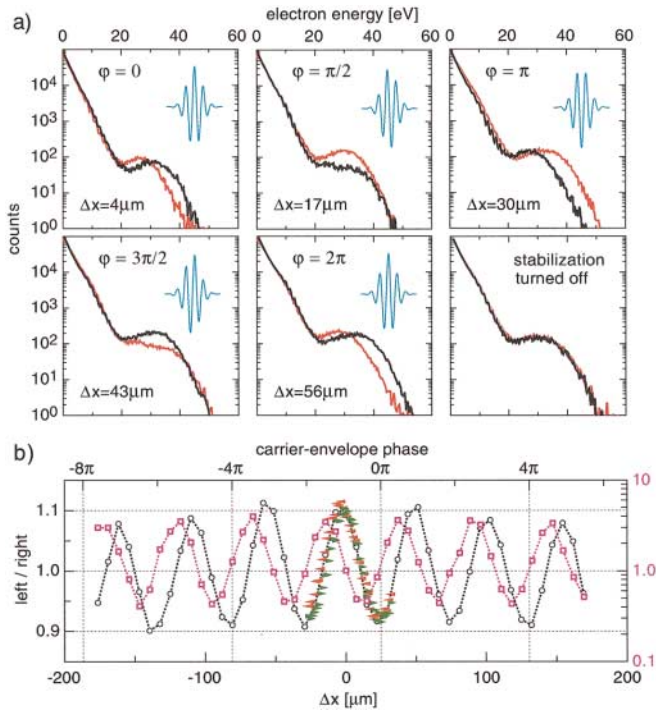 a)
electron energy [eV]
0 20 40 60 0 20 40 60 0 20 40 60
counts
10⁴
10³
10²
10¹
10⁰
φ = 0
Δx=4μm
φ = π/2
Δx=17μm
φ = π
Δx=30μm
10⁴
10³
10²
10¹
10⁰
φ = 3π/2
Δx=43μm
φ = 2π
Δx=56μm
stabilization
turned off
b)
carrier-envelope phase
-8π -4π 0π 4π
left / right
1.1
1.0
0.9
10
1.0
0.1
-200 -100 0 100 200
Δx [μm]